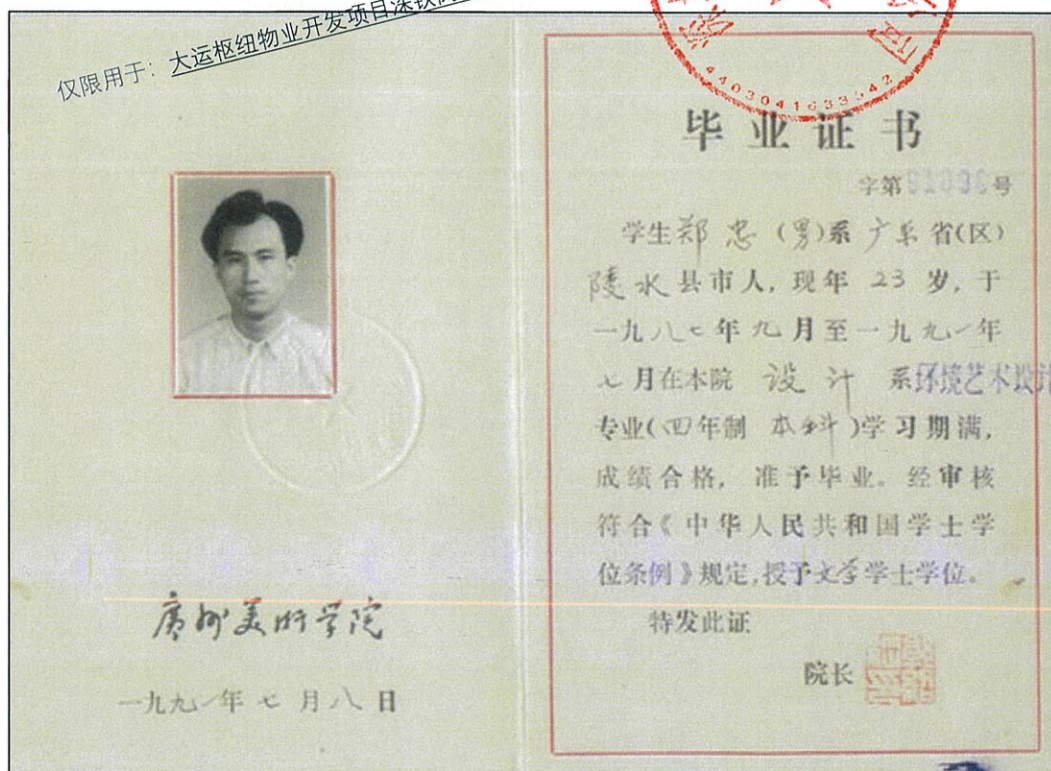 仅限用于：大运枢纽物业开发项目深铁
4403041633542
毕业证书
字第 号
学生郑忠(男)系广东省(区)
陵水县市人，现年 23 岁，于
一九八七年九月至一九九一年
七月在本院 设计 系环境艺术设计
专业(四年制 本科)学习期满，
成绩合格，准予毕业。经审核
符合《中华人民共和国学士学
位条例》规定,授予文学学士学位。
特发此证
院长
广州美术学院
一九九一年七月八日